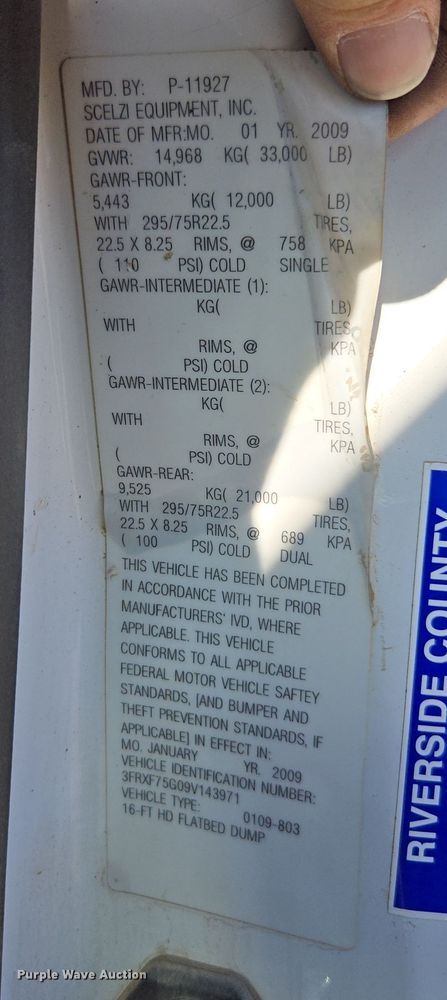 MFD. BY: P-11927
SCELZI EQUIPMENT, INC.
DATE OF MFR:MO. 01 YR. 2009
GVWR: 14,968 KG( 33,000 LB)
GAWR-FRONT:
5,443 KG( 12,000 LB)
WITH 295/75R22.5 TIRES,
22.5 X 8.25 RIMS, @ 758 KPA
( 110 PSI) COLD SINGLE
GAWR-INTERMEDIATE (1):
KG( LB)
WITH TIRES,
RIMS, @ KPA
( PSI) COLD
GAWR-INTERMEDIATE (2):
KG( LB)
WITH TIRES,
RIMS, @ KPA
( PSI) COLD
GAWR-REAR:
9,525 KG( 21,000 LB)
WITH 295/75R22.5 TIRES,
22.5 X 8.25 RIMS, @ 689 KPA
( 100 PSI) COLD DUAL
THIS VEHICLE HAS BEEN COMPLETED
IN ACCORDANCE WITH THE PRIOR
MANUFACTURERS' IVD, WHERE
APPLICABLE. THIS VEHICLE
CONFORMS TO ALL APPLICABLE
FEDERAL MOTOR VEHICLE SAFTEY
STANDARDS, [AND BUMPER AND
THEFT PREVENTION STANDARDS, IF
APPLICABLE] IN EFFECT IN:
MO. JANUARY YR. 2009
VEHICLE IDENTIFICATION NUMBER:
3FRXF75G09V143971
VEHICLE TYPE: 0109-803
16-FT HD FLATBED DUMP
RIVERSIDE COUNTY
Purple Wave Auction